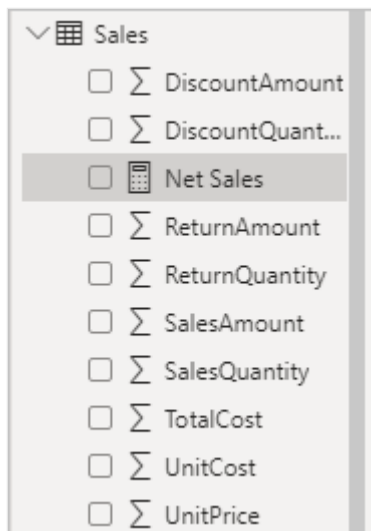 Sales
DiscountAmount
DiscountQuant...
Net Sales
ReturnAmount
ReturnQuantity
SalesAmount
SalesQuantity
TotalCost
UnitCost
UnitPrice